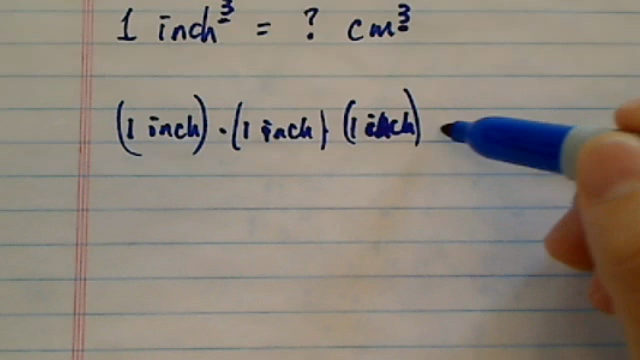 1 inch³ = ? cm³
(1 inch) · (1 inch) (1 inch)